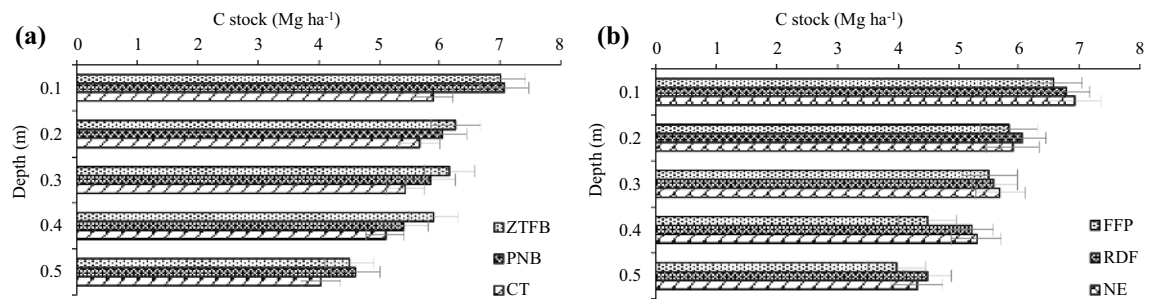 (a)
C stock (Mg ha⁻¹)
0 1 2 3 4 5 6 7 8
Depth (m)
0.1
0.2
0.3
0.4
0.5
ZTFB
PNB
CT
(b)
C stock (Mg ha⁻¹)
0 1 2 3 4 5 6 7 8
Depth (m)
0.1
0.2
0.3
0.4
0.5
FFP
RDF
NE